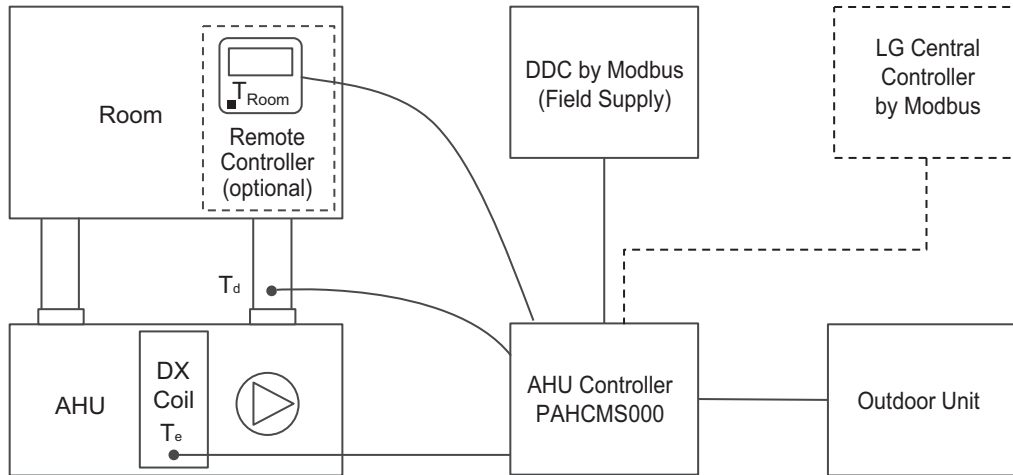 Room
T Room
Remote
Controller
(optional)
DDC by Modbus
(Field Supply)
LG Central
Controller
by Modbus
Td
AHU
DX
Coil
Te
AHU Controller
PAHCMS000
Outdoor Unit